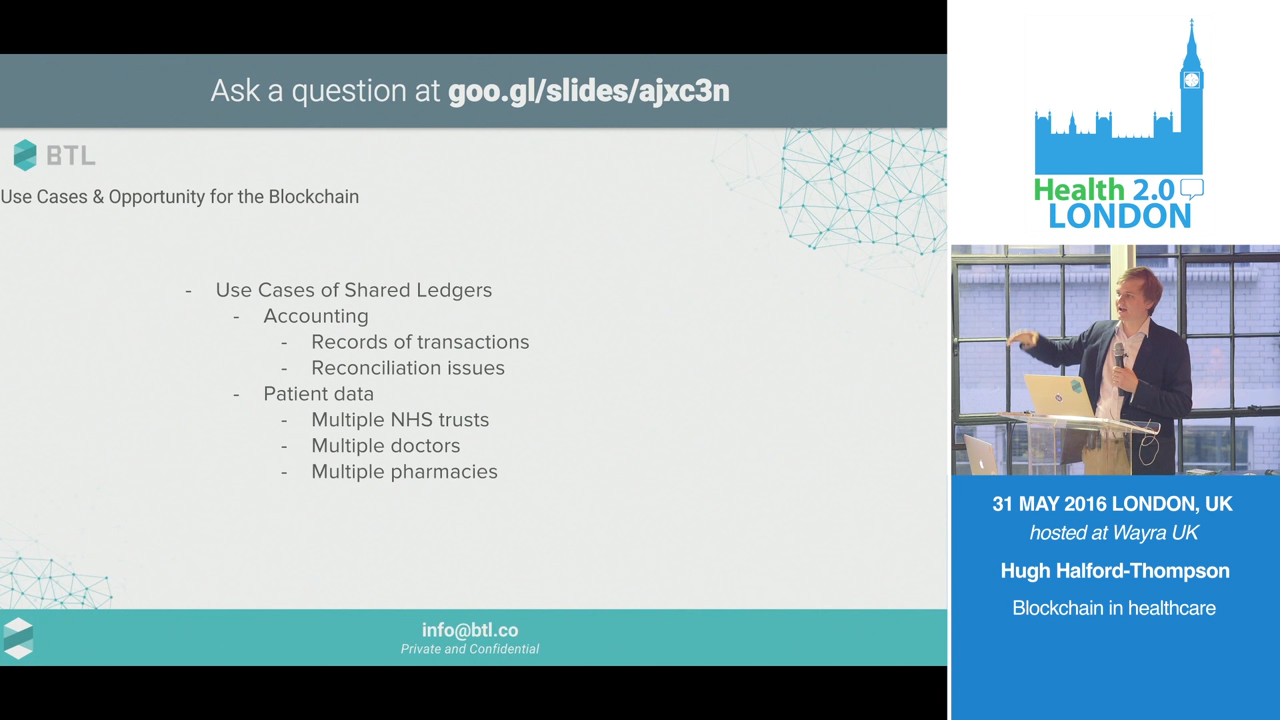 Ask a question at goo.gl/slides/ajxc3n
BTL
Use Cases & Opportunity for the Blockchain
- Use Cases of Shared Ledgers
- Accounting
- Records of transactions
- Reconciliation issues
- Patient data
- Multiple NHS trusts
- Multiple doctors
- Multiple pharmacies
info@btl.co
Private and Confidential
Health 2.0
LONDON
31 MAY 2016 LONDON, UK
hosted at Wayra UK
Hugh Halford-Thompson
Blockchain in healthcare